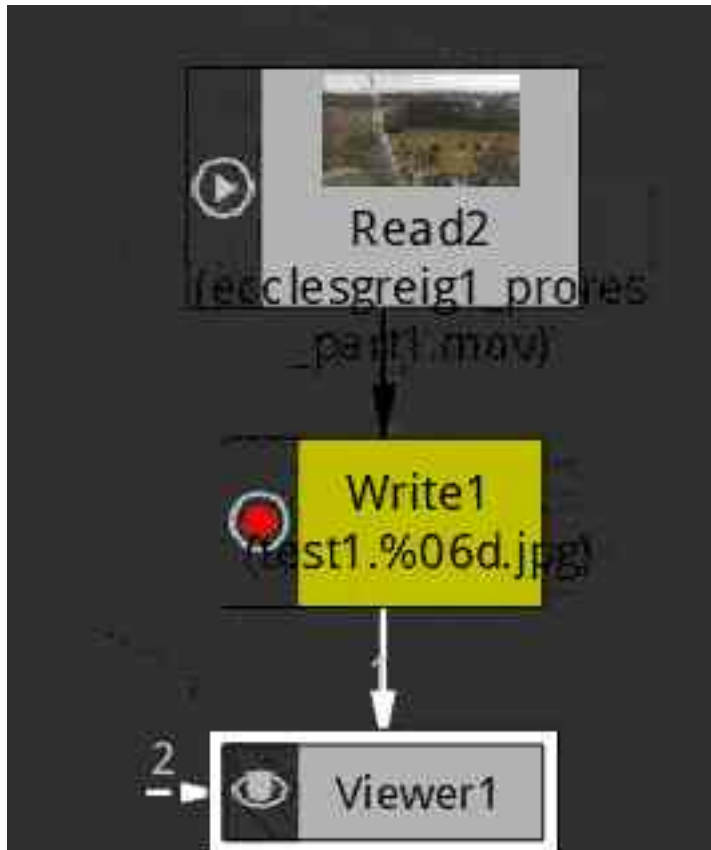 Read2
(ecclesgreig1_prores
_part1.mov)
Write1
(test1.%06d.jpg)
1
2
Viewer1